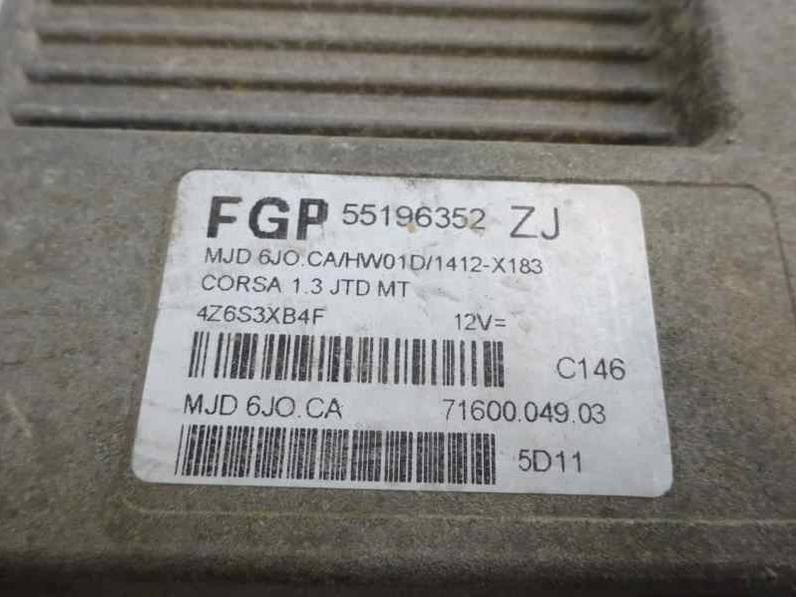 FGP 55196352 ZJ
MJD 6JO.CA/HW01D/1412-X183
CORSA 1.3 JTD MT
4Z6S3XB4F 12V=
C146
MJD 6JO.CA 71600.049.03
5D11